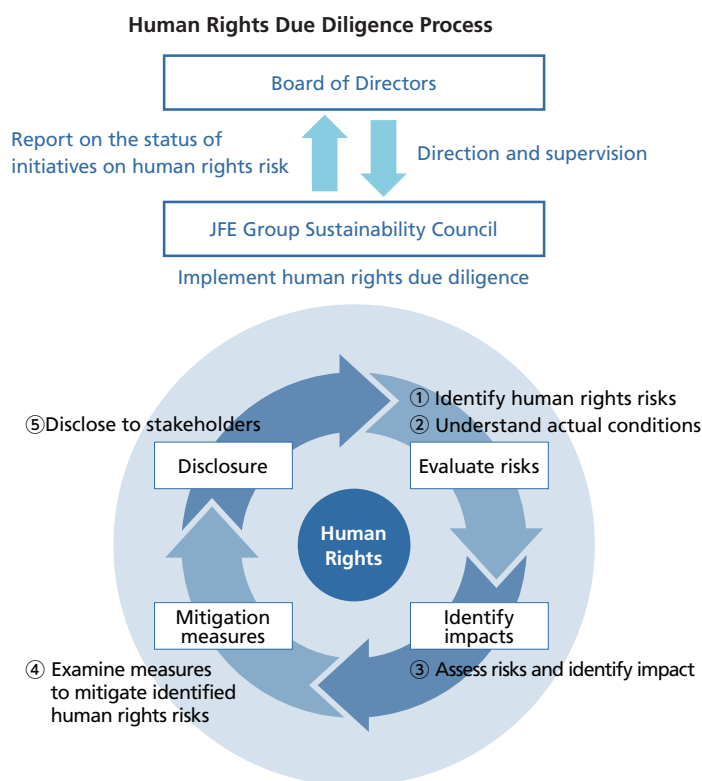 Human Rights Due Diligence Process
Board of Directors
Report on the status of
initiatives on human rights risk
Direction and supervision
JFE Group Sustainability Council
Implement human rights due diligence
① Identify human rights risks
② Understand actual conditions
Evaluate risks
⑤Disclose to stakeholders
Disclosure
Human
Rights
Mitigation
measures
Identify
impacts
③ Assess risks and identify impact
④ Examine measures
to mitigate identified
human rights risks